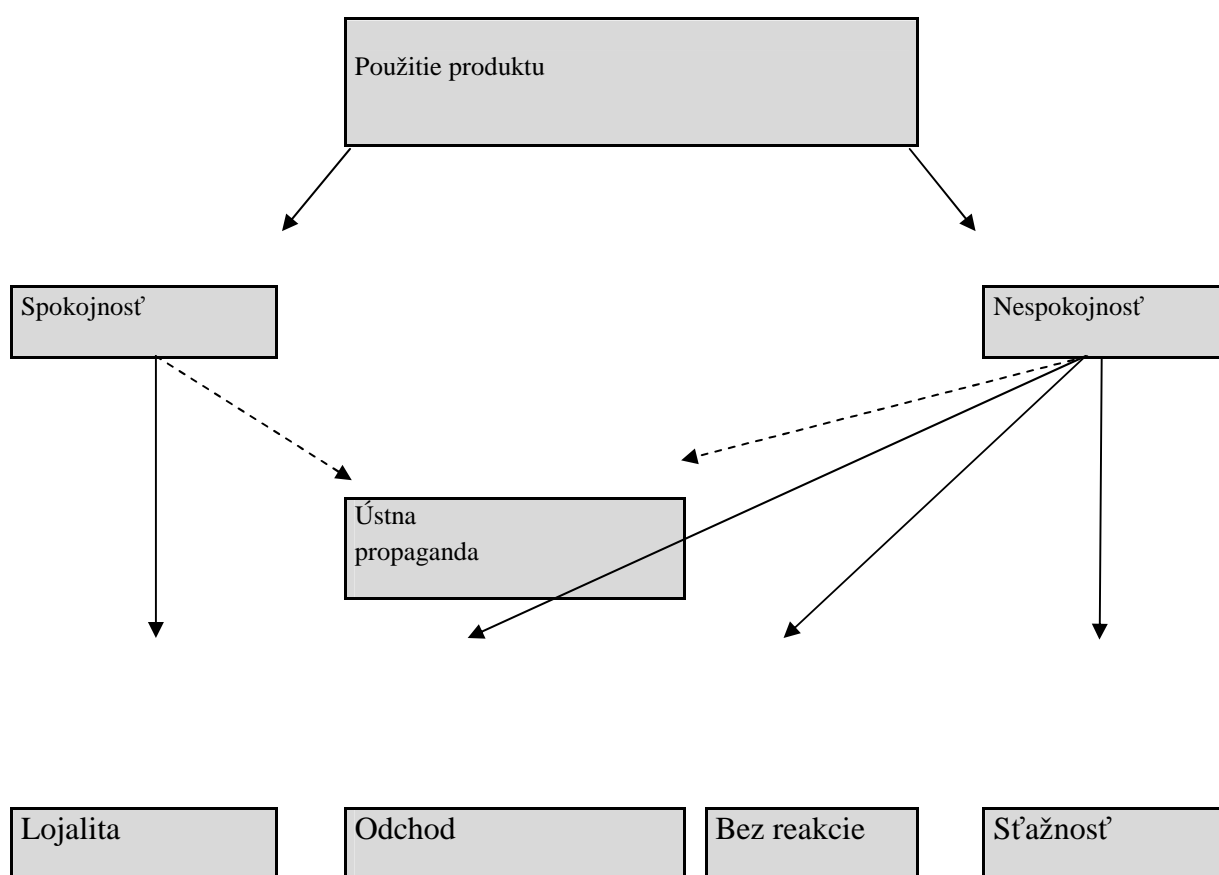 Použitie produktu
Spokojnosť
Nespokojnosť
Ústna
propaganda
Lojalita
Odchod
Bez reakcie
Sťažnosť